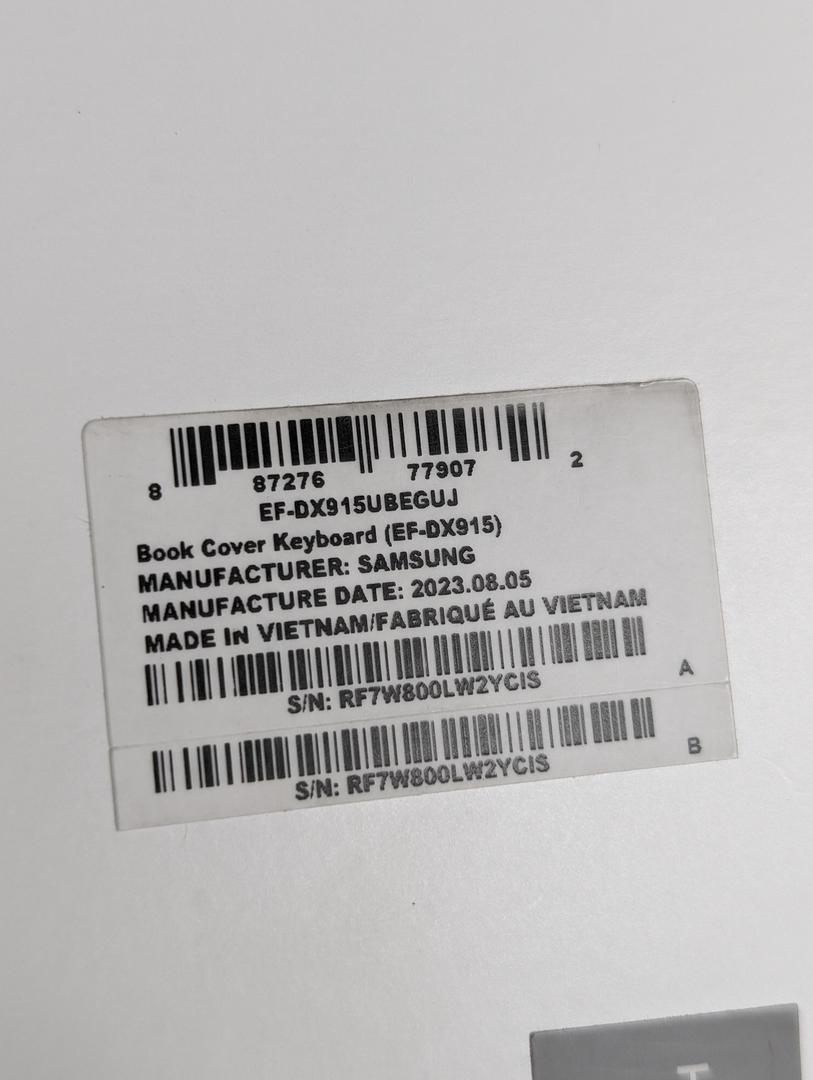 8 87276 77907 2
EF-DX915UBEGUJ
Book Cover Keyboard (EF-DX915)
MANUFACTURER: SAMSUNG
MANUFACTURE DATE: 2023.08.05
MADE IN VIETNAM/FABRIQUÉ AU VIETNAM
S/N: RF7W800LW2YCIS
A
S/N: RF7W800LW2YCIS
B